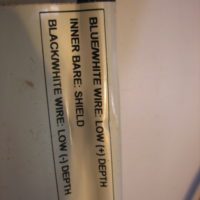 BLUE/WHITE WIRE: LOW (+) DEPTH
INNER BARE: SHIELD
BLACK/WHITE WIRE: LOW (-) DEPTH